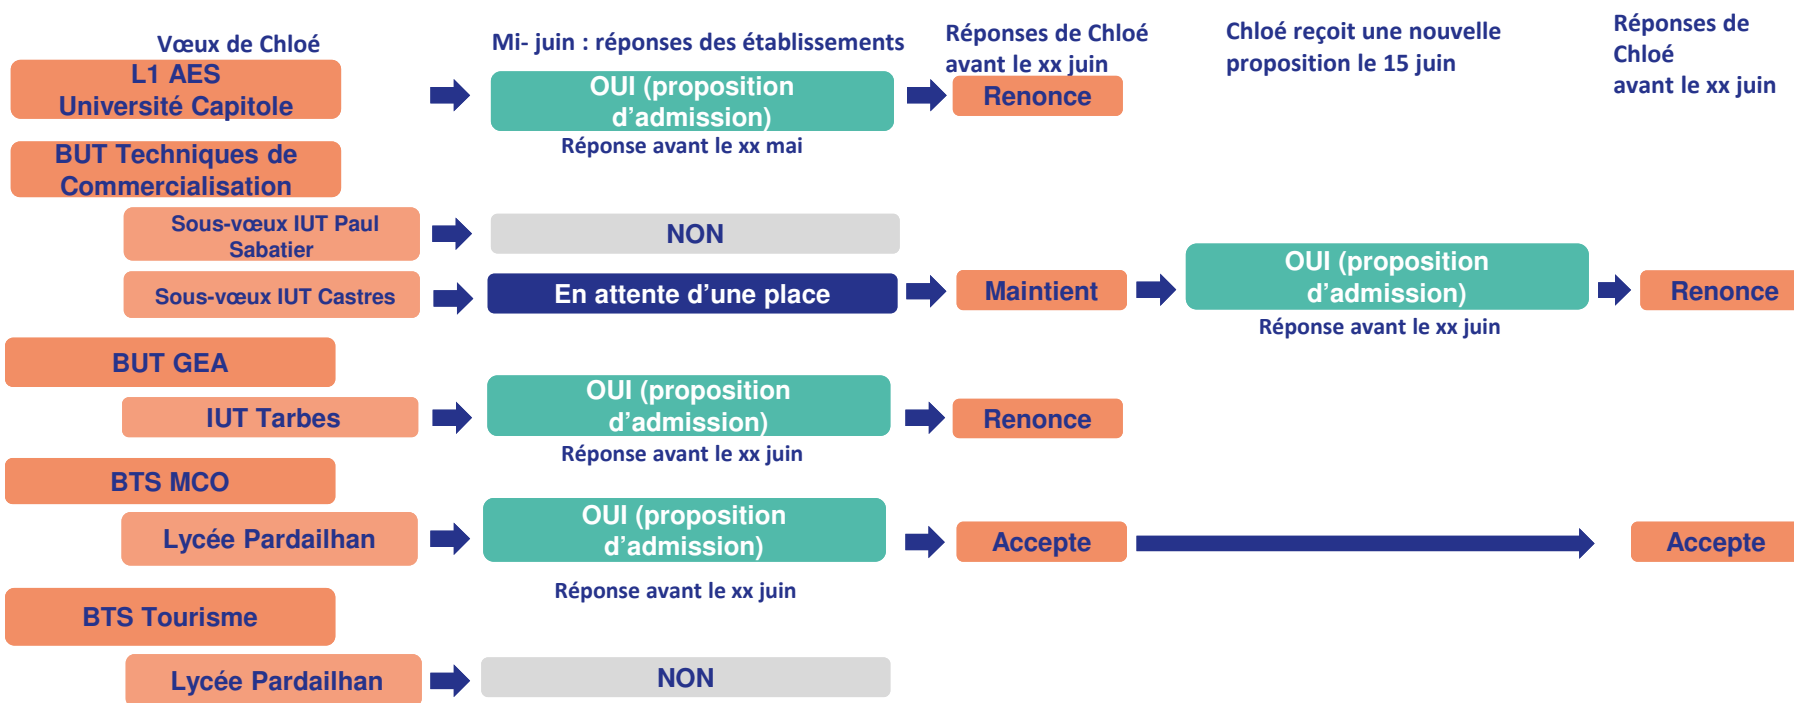 Vœux de Chloé
Mi- juin : réponses des établissements
Réponses de Chloé
avant le xx juin
Chloé reçoit une nouvelle
proposition le 15 juin
Réponses de
Chloé
avant le xx juin
L1 AES
Université Capitole
OUI (proposition
d’admission)
Renonce
Réponse avant le xx mai
BUT Techniques de
Commercialisation
Sous-vœux IUT Paul
Sabatier
NON
Sous-vœux IUT Castres
En attente d’une place
Maintient
OUI (proposition
d’admission)
Renonce
Réponse avant le xx juin
BUT GEA
IUT Tarbes
OUI (proposition
d’admission)
Renonce
Réponse avant le xx juin
BTS MCO
Lycée Pardailhan
OUI (proposition
d’admission)
Accepte
Accepte
Réponse avant le xx juin
BTS Tourisme
Lycée Pardailhan
NON